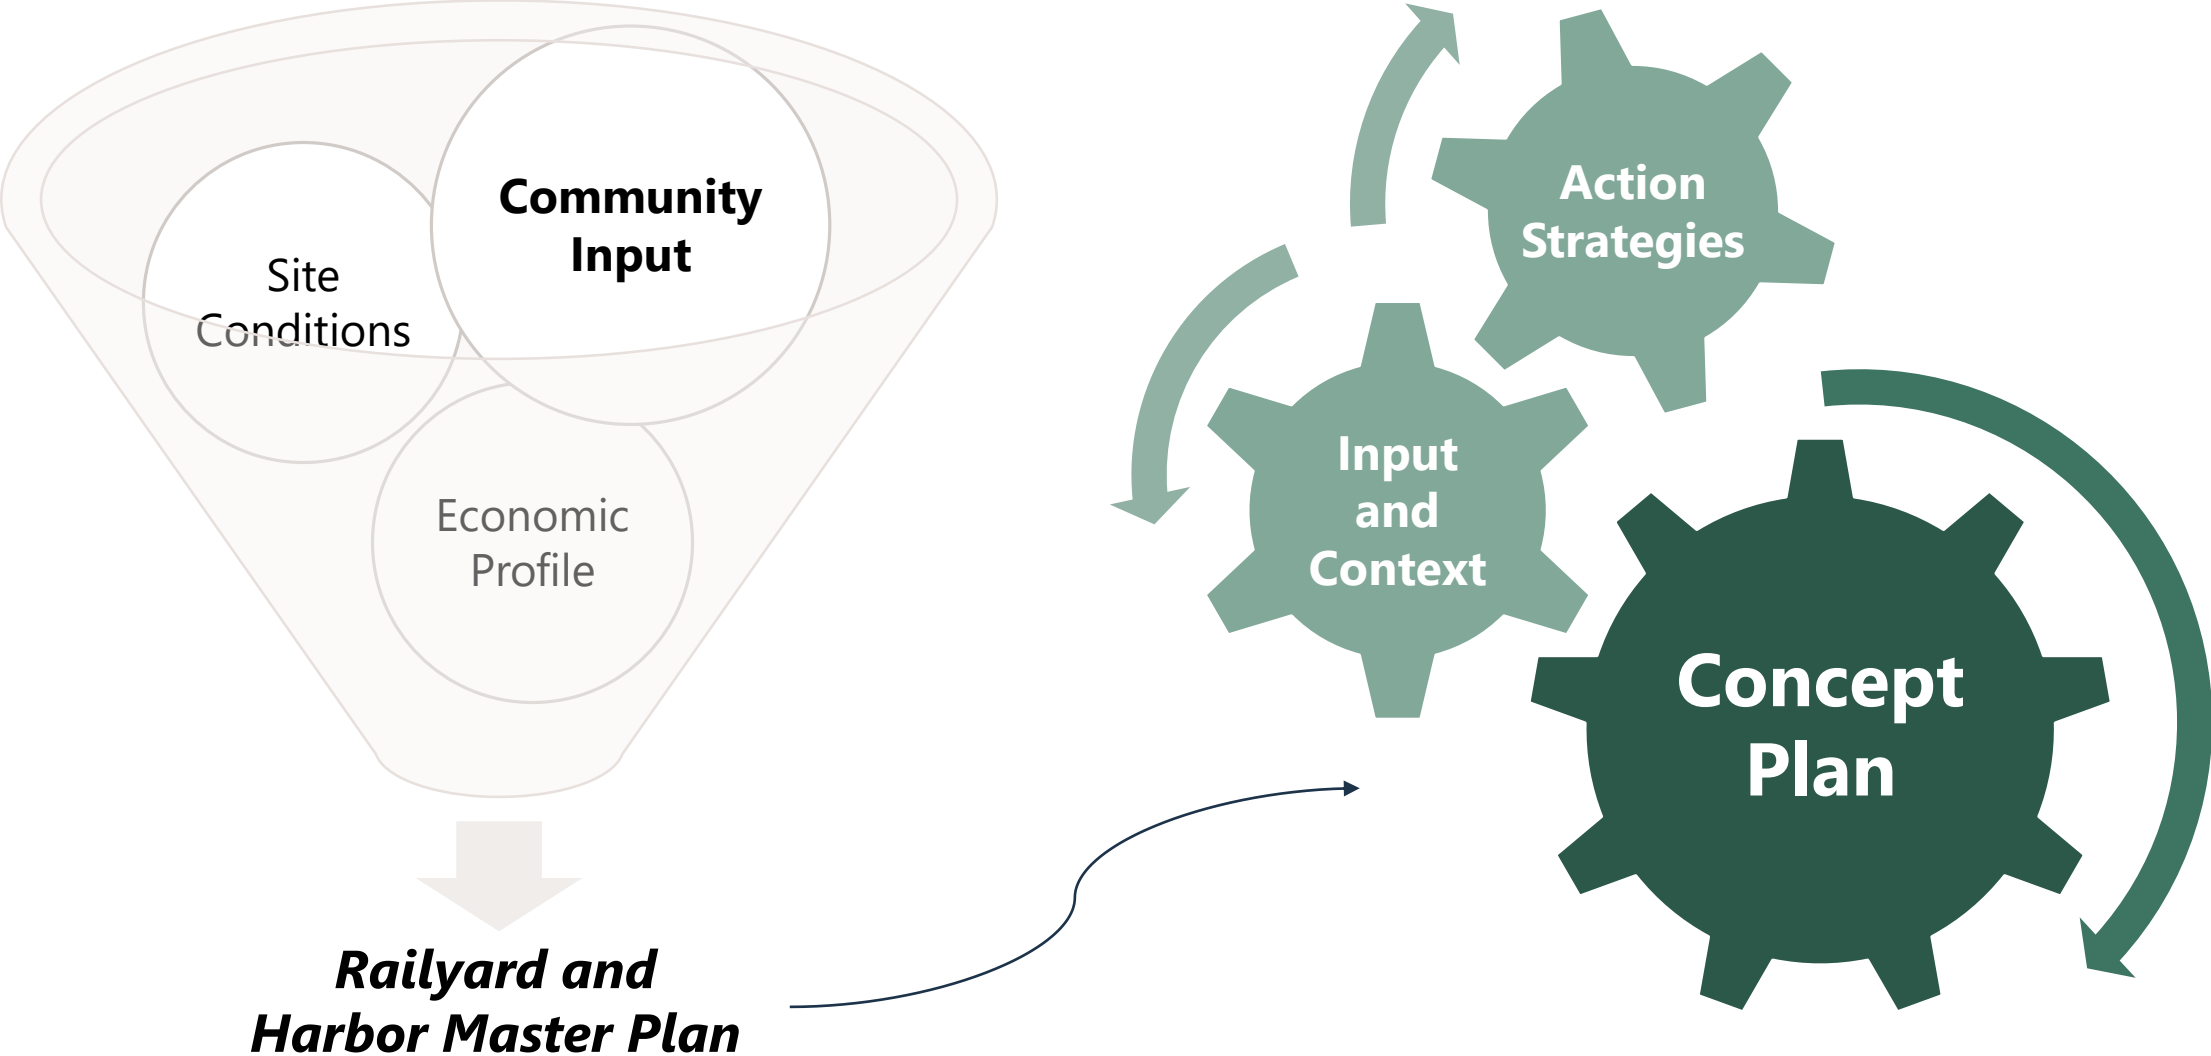 Community
Input
Site
Conditions
Economic
Profile
Railyard and
Harbor Master Plan
Action
Strategies
Input
and
Context
Concept
Plan